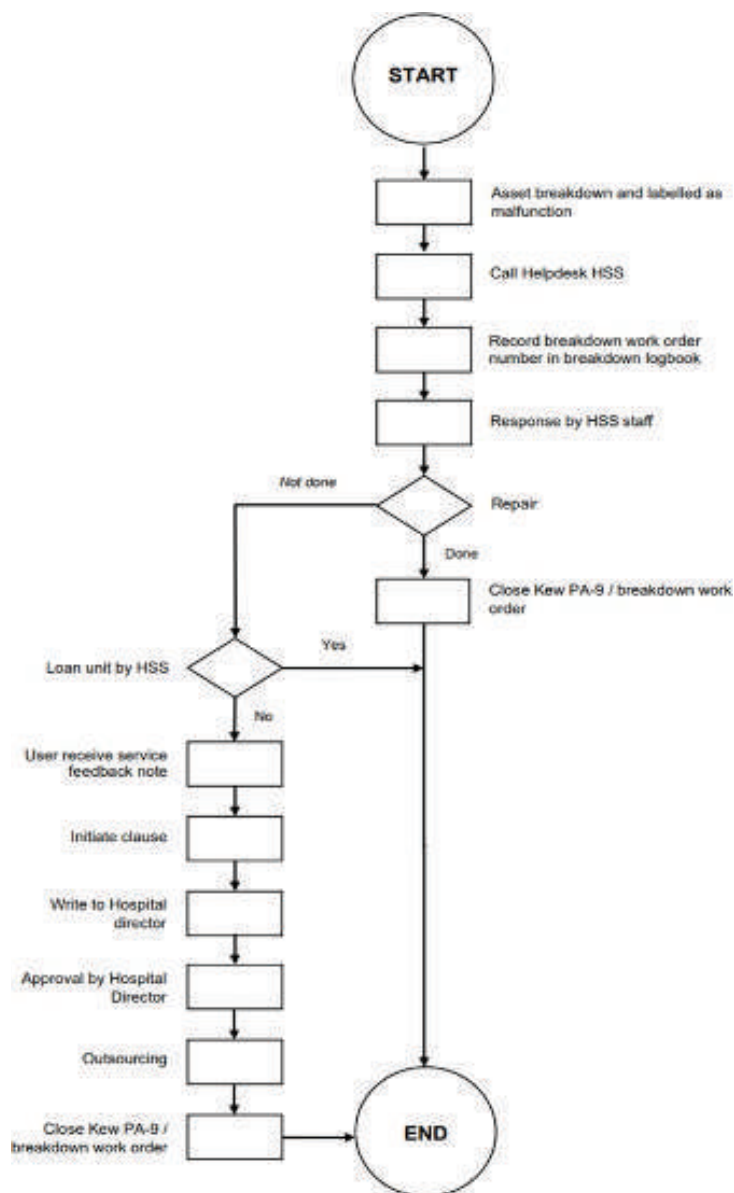 START
Asset breakdown and labelled as
malfunction
Call Helpdesk HSS
Record breakdown work order
number in breakdown logbook
Response by HSS staff
Not done
Repair
Done
Close Kew PA-9 / breakdown work
order
Yes
Loan unit by HSS
No
User receive service
feedback note
Initiate clause
Write to Hospital
director
Approval by Hospital
Director
Outsourcing
Close Kew PA-9 /
breakdown work order
END